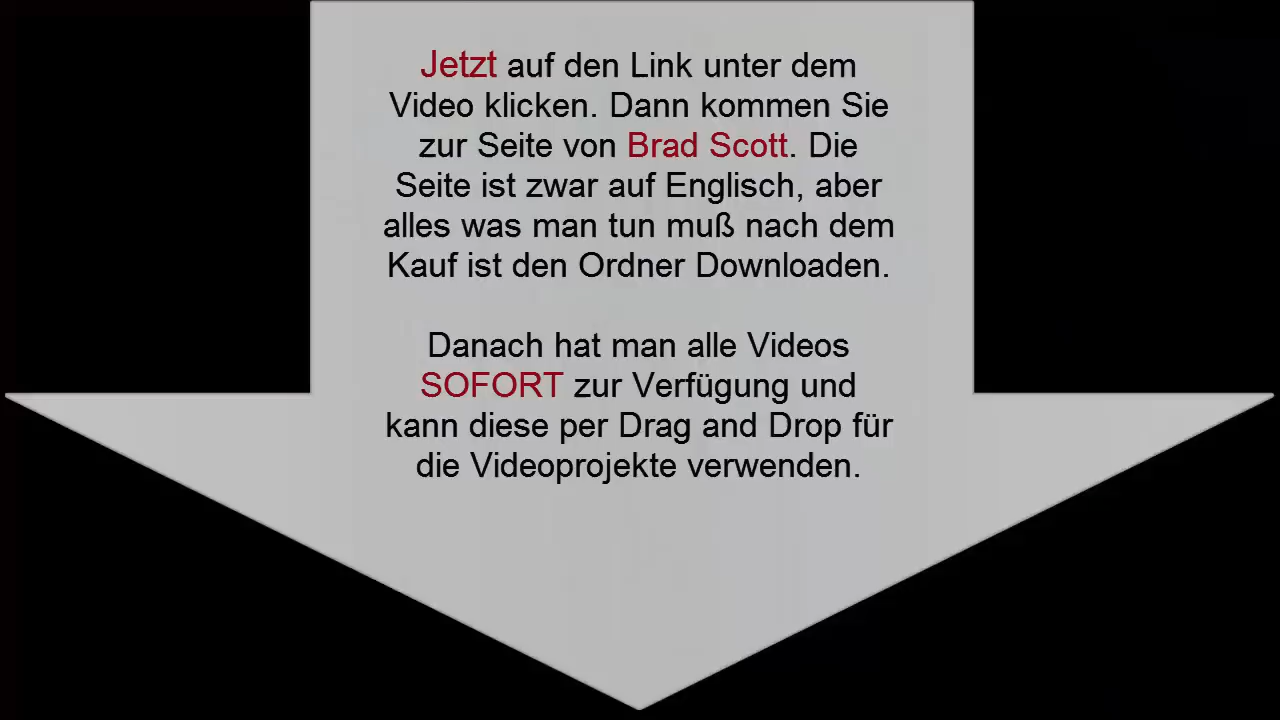 Jetzt auf den Link unter dem
Video klicken. Dann kommen Sie
zur Seite von Brad Scott. Die
Seite ist zwar auf Englisch, aber
alles was man tun muß nach dem
Kauf ist den Ordner Downloaden.
Danach hat man alle Videos
SOFORT zur Verfügung und
kann diese per Drag and Drop für
die Videoprojekte verwenden.